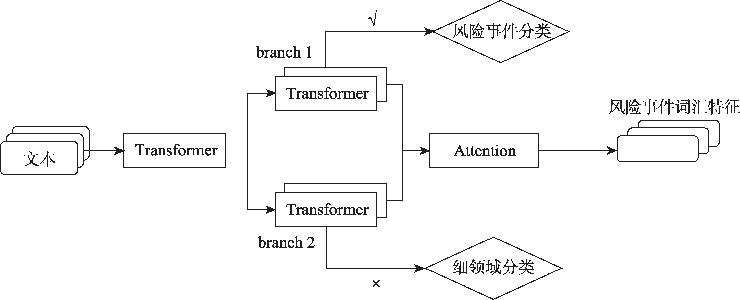 √
风险事件分类
branch 1
Transformer
风险事件词汇特征
文本
Transformer
Attention
Transformer
branch 2
细领域分类
×